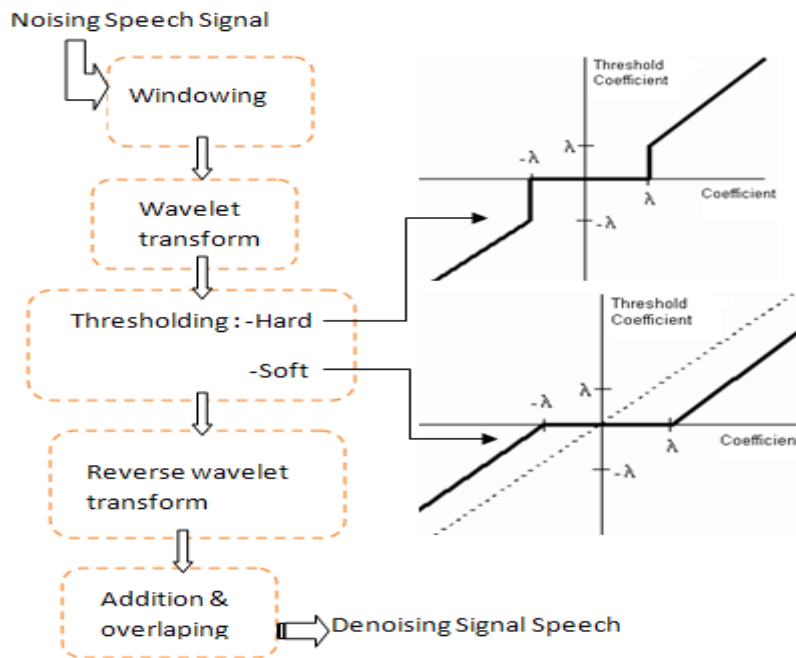 Noising Speech Signal
Windowing
Wavelet
transform
Thresholding : -Hard
-Soft
Reverse wavelet
transform
Addition &
overlaping
Denoising Signal Speech
Threshold
Coefficient
λ
-λ
λ
-λ
Coefficient
Threshold
Coefficient
λ
-λ
λ
-λ
Coefficient